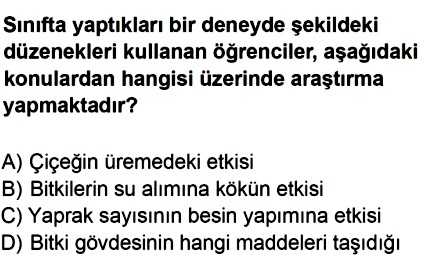 Sınıfta yaptıkları bir deneyde şekildeki
düzenekleri kullanan öğrenciler, aşağıdaki
konulardan hangisi üzerinde araştırma
yapmaktadır?
A) Çiçeğin üremedeki etkisi
B) Bitkilerin su alımına kökün etkisi
C) Yaprak sayısının besin yapımına etkisi
D) Bitki gövdesinin hangi maddeleri taşıdığı